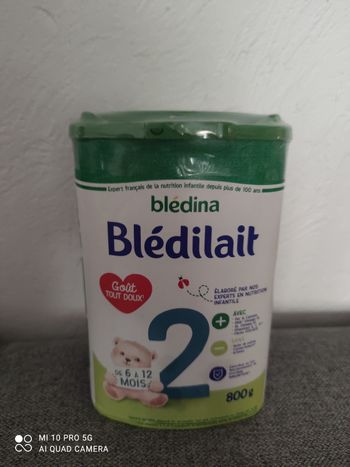 Expert français de la nutrition infantile depuis plus de 100 ans
blédina
Blédilait
Goût
TOUT DOUX
ÉLABORÉ PAR NOS
EXPERTS EN NUTRITION
INFANTILE
2
AVEC
DE 6 À 12
MOIS
800g
MI 10 PRO 5G
AI QUAD CAMERA